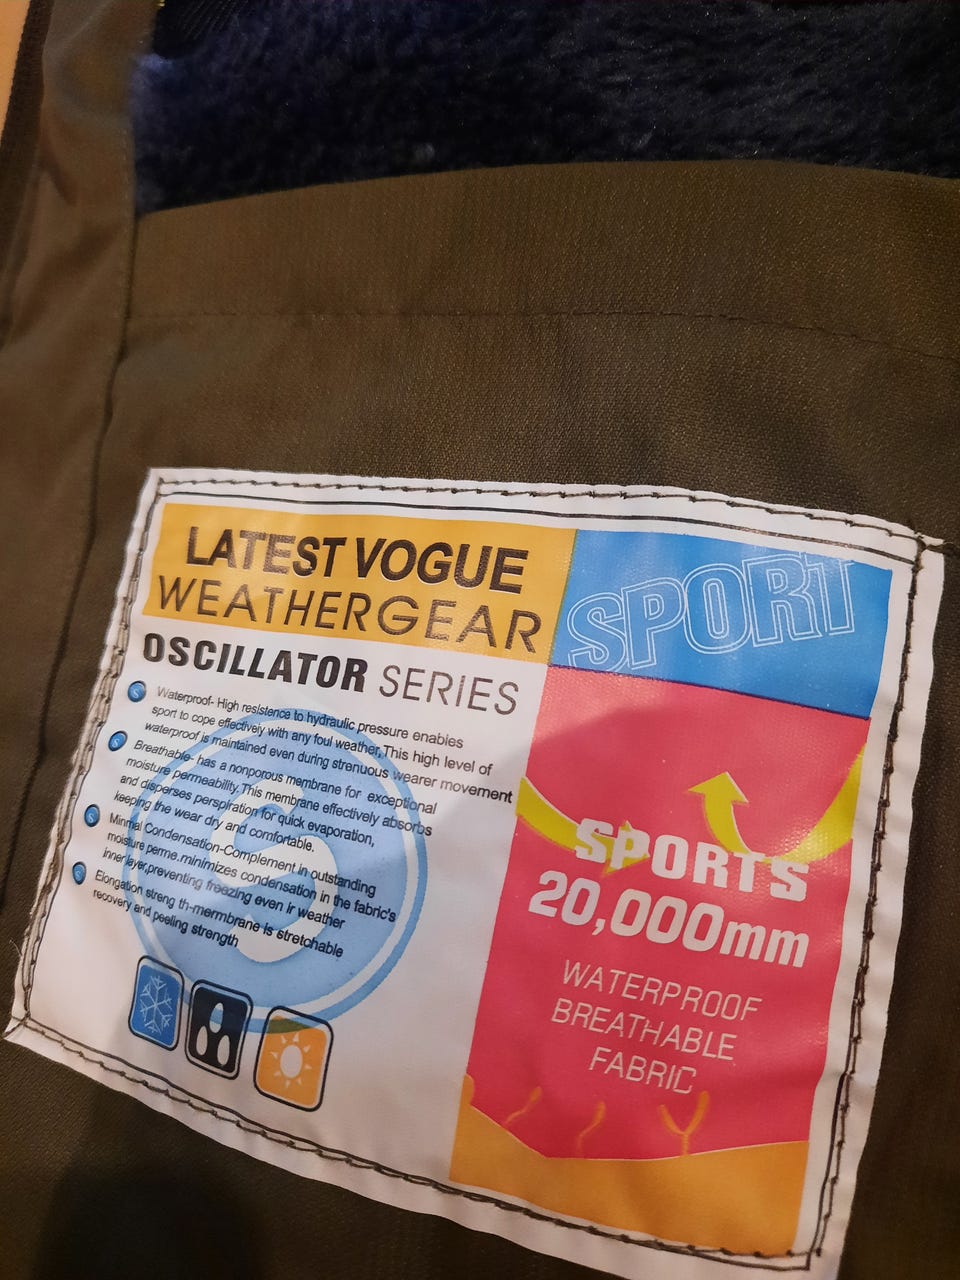 LATEST VOGUE
WEATHERGEAR
SPORT
OSCILLATOR SERIES
Waterproof- High resistence to hydraulic pressure enables
sport to cope effectively with any foul weather,This high level of
waterproof is maintained even during strenuous wearer movement
Breathable- has a nonporous membrane for exceptional
moisture permeability.This membrane effectively absorbs
and disperses perspiration for quick evaporation,
keeping the wear dry and comfortable.
Minmal Condensation-Complement in outstanding
moisture perme.minimizes condensation in the fabric's
inner layer,preventing freezing even ir weather
Elongation streng th-mermbrane is stretchable
recovery and peeling strength
SPORTS
20,000mm
WATERPROOF
BREATHABLE
FABRIC